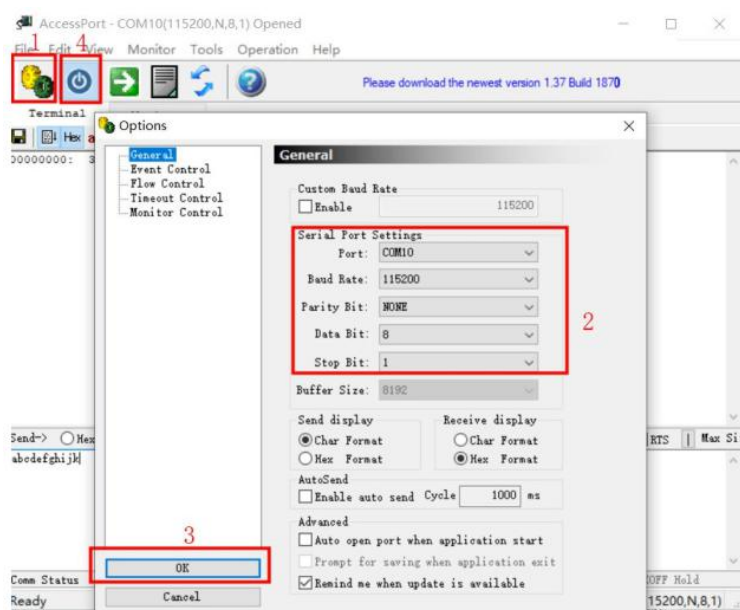 AccessPort - COM10(115200,N,8,1) Opened
1 4
File Edit View Monitor Tools Operation Help
Please download the newest version 1.37 Build 1870
Terminal
Options
Hex a
00000000: 3
General
Event Control
Flow Control
Timeout Control
Monitor Control
General
Custom Baud Rate
Enable 115200
Serial Port Settings
Port: COM10
Baud Rate: 115200
Parity Bit: NONE
Data Bit: 8
Stop Bit: 1
2
Buffer Size: 8192
Send display
Char Format
Hex Format
Receive display
Char Format
Hex Format
AutoSend
Enable auto send Cycle 1000 ms
Advanced
Auto open port when application start
Prompt for saving when application exit
Remind me when update is available
3
OK
Cancel
Send-> Hex
RTS | Max Si
abcdefghijk
Comm Status
OFF Hold
Ready
15200,N,8,1)